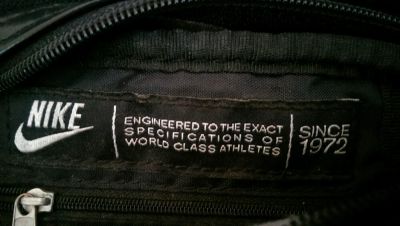 NIKE
ENGINEERED TO THE EXACT
SPECIFICATIONS OF
WORLD CLASS ATHLETES
SINCE
1972